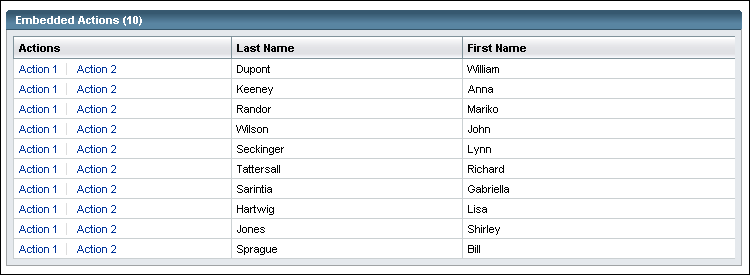 Embedded Actions (10)
Actions Last Name First Name
Action 1 Action 2 Dupont William
Action 1 Action 2 Keeney Anna
Action 1 Action 2 Randor Mariko
Action 1 Action 2 Wilson John
Action 1 Action 2 Seckinger Lynn
Action 1 Action 2 Tattersall Richard
Action 1 Action 2 Sarintia Gabriella
Action 1 Action 2 Hartwig Lisa
Action 1 Action 2 Jones Shirley
Action 1 Action 2 Sprague Bill